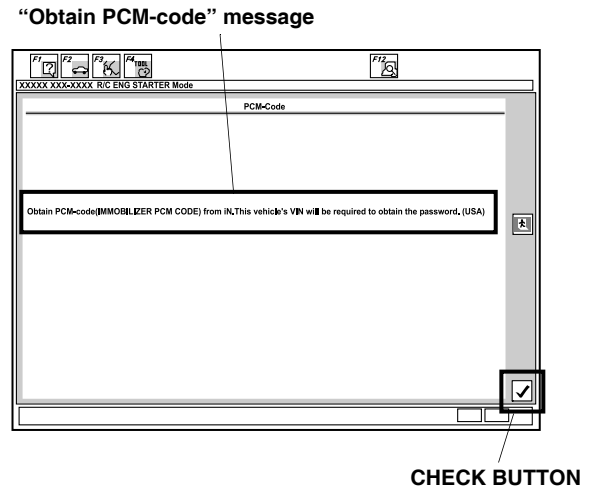 “Obtain PCM-code” message
F1 F2 F3 F4 TOOL F12
XXXXX XXX-XXXX R/C ENG STARTER Mode
PCM-Code
Obtain PCM-code(IMMOBILIZER PCM CODE) from iN.This vehicle's VIN will be required to obtain the password. (USA)
CHECK BUTTON